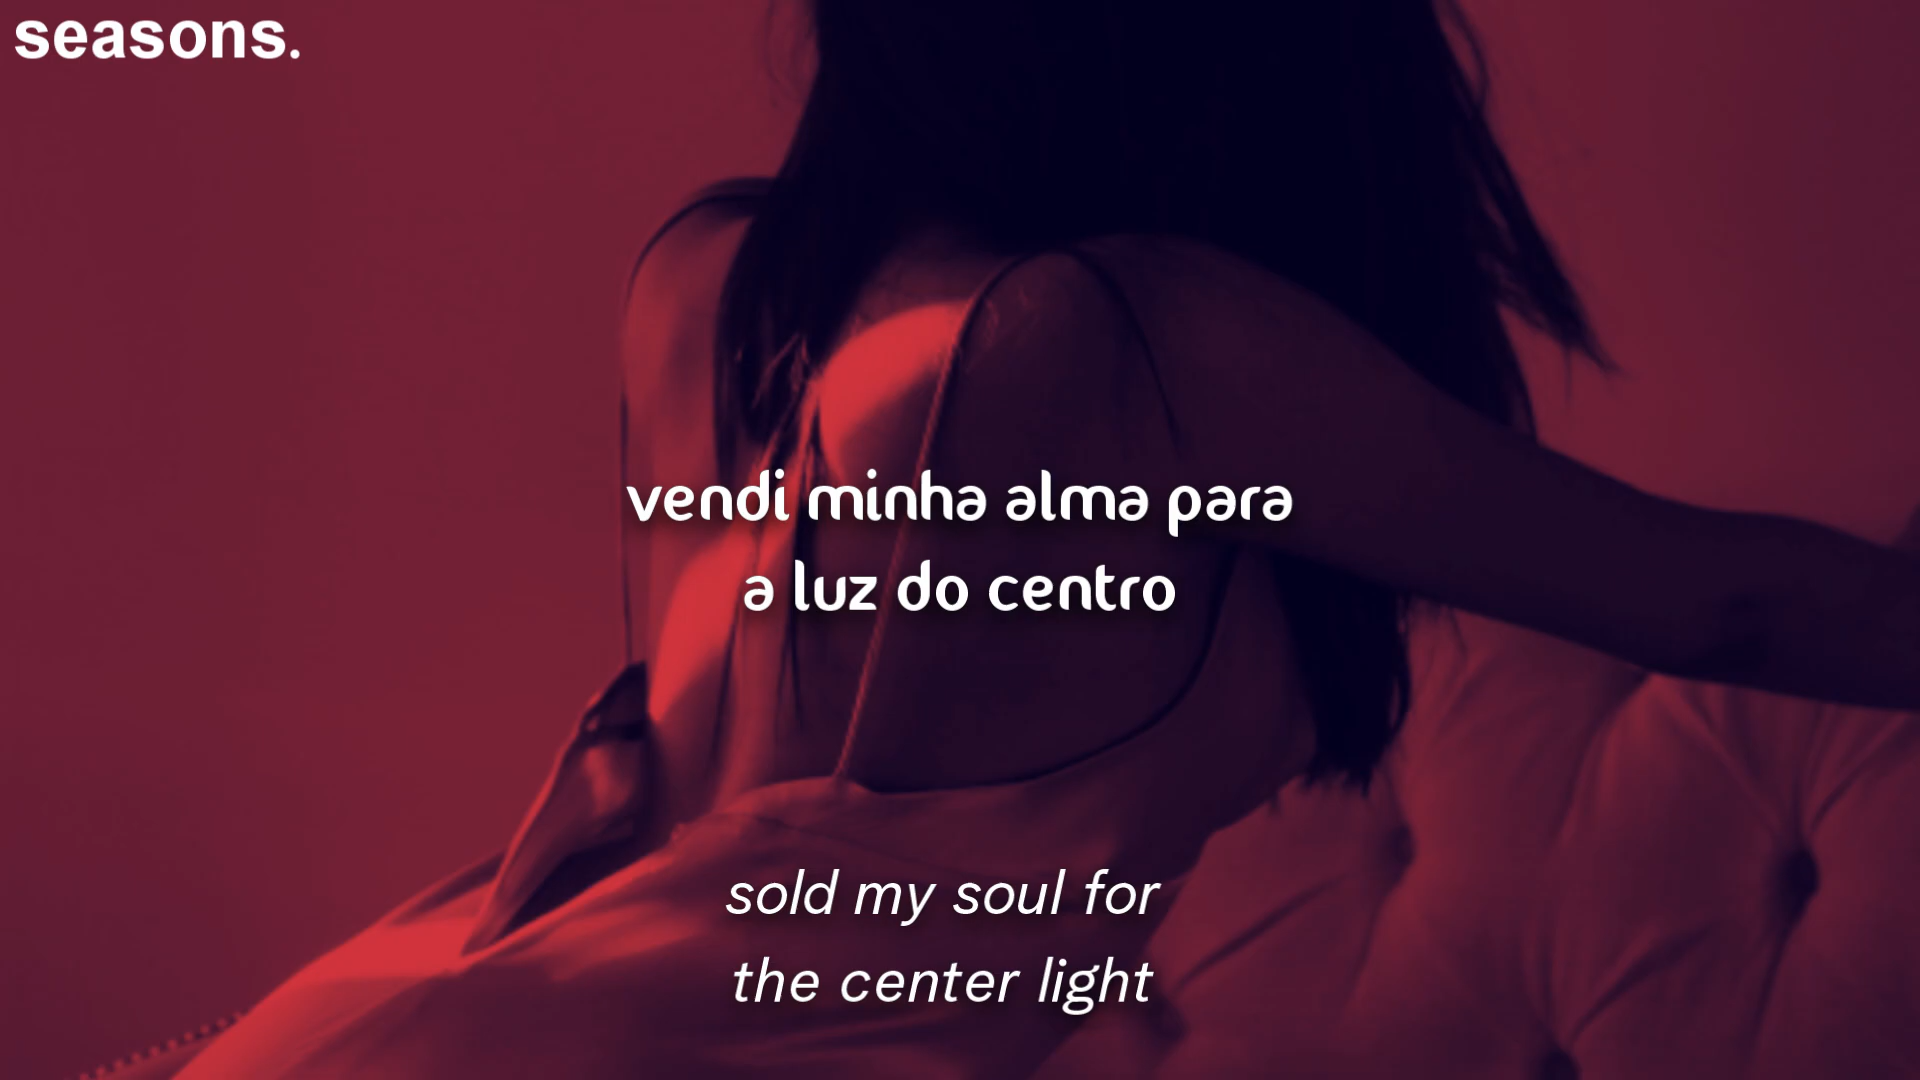 seasons.
vendi minha alma para
a luz do centro
sold my soul for
the center light